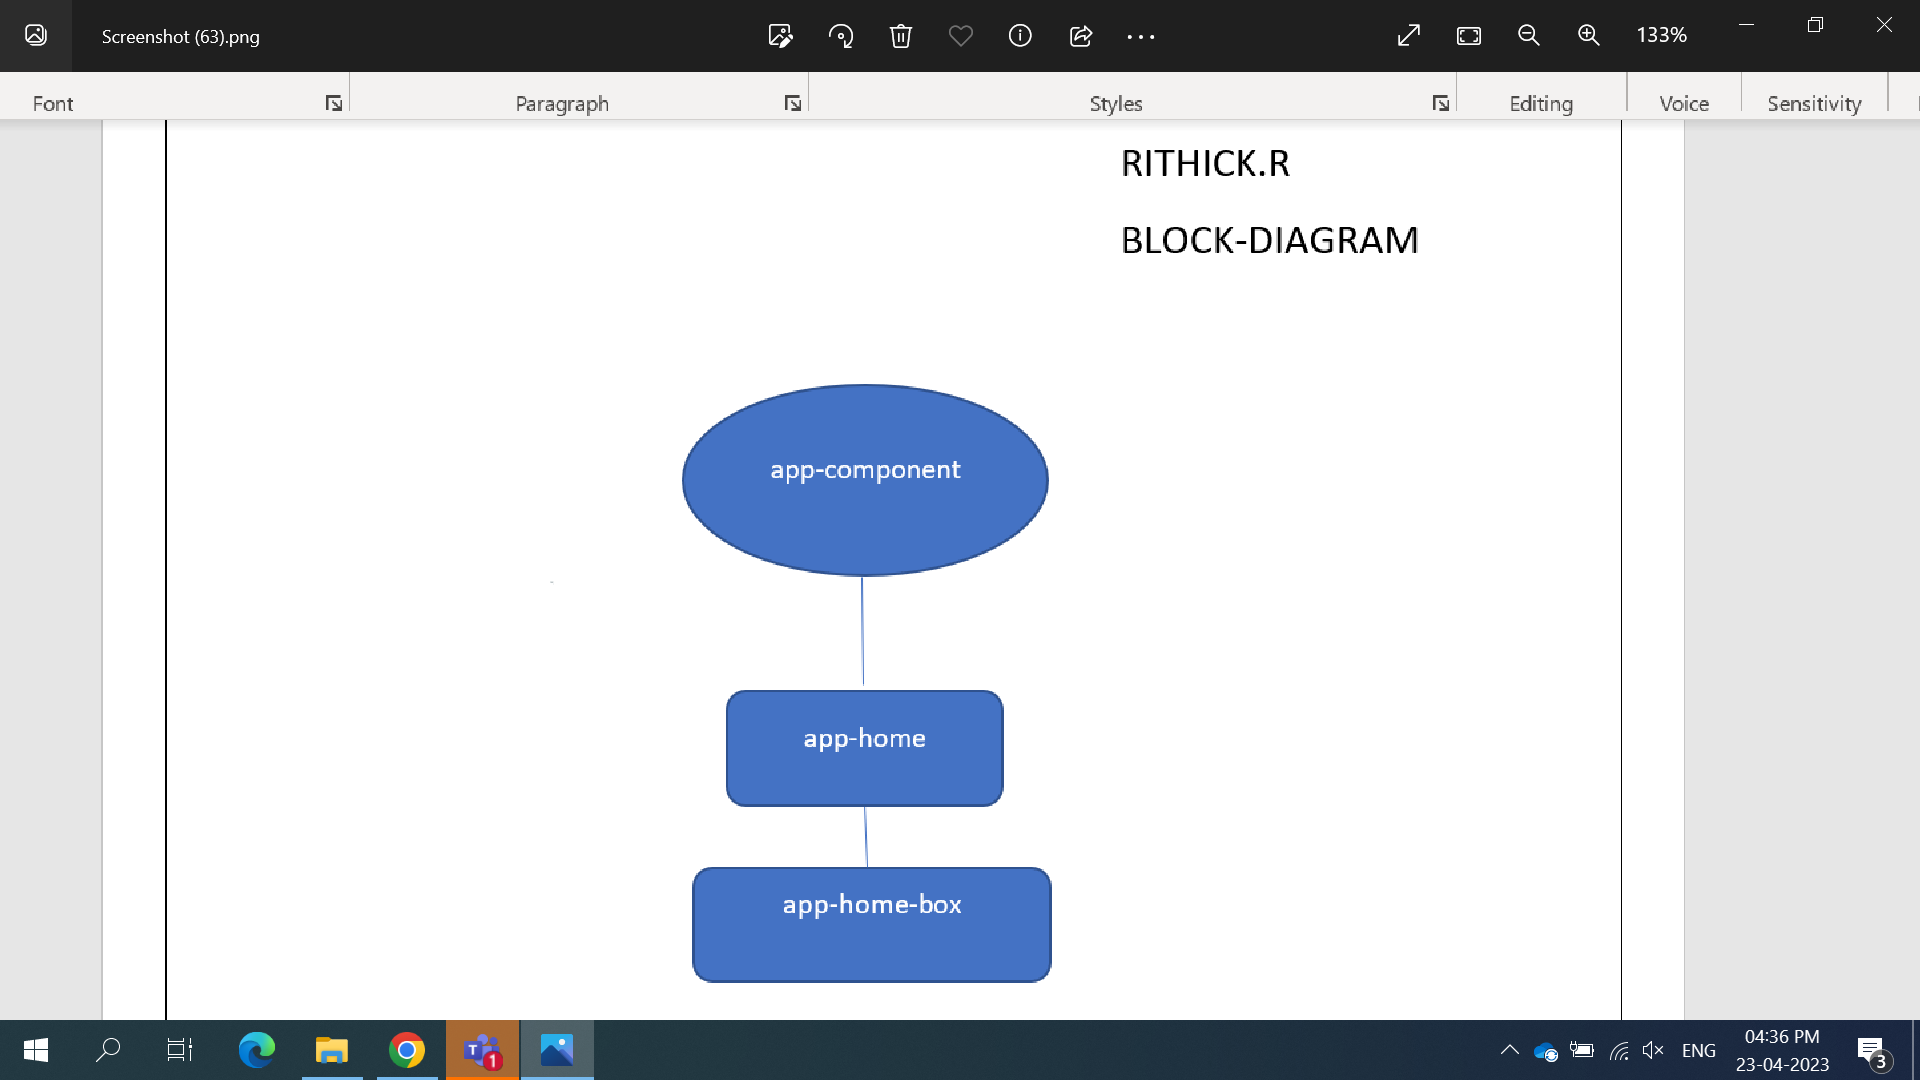 Screenshot (63).png
133%
Font
Paragraph
Styles
Editing
Voice
Sensitivity
RITHICK.R
BLOCK-DIAGRAM
app-component
app-home
app-home-box
T 1
ENG
04:36 PM
23-04-2023
3